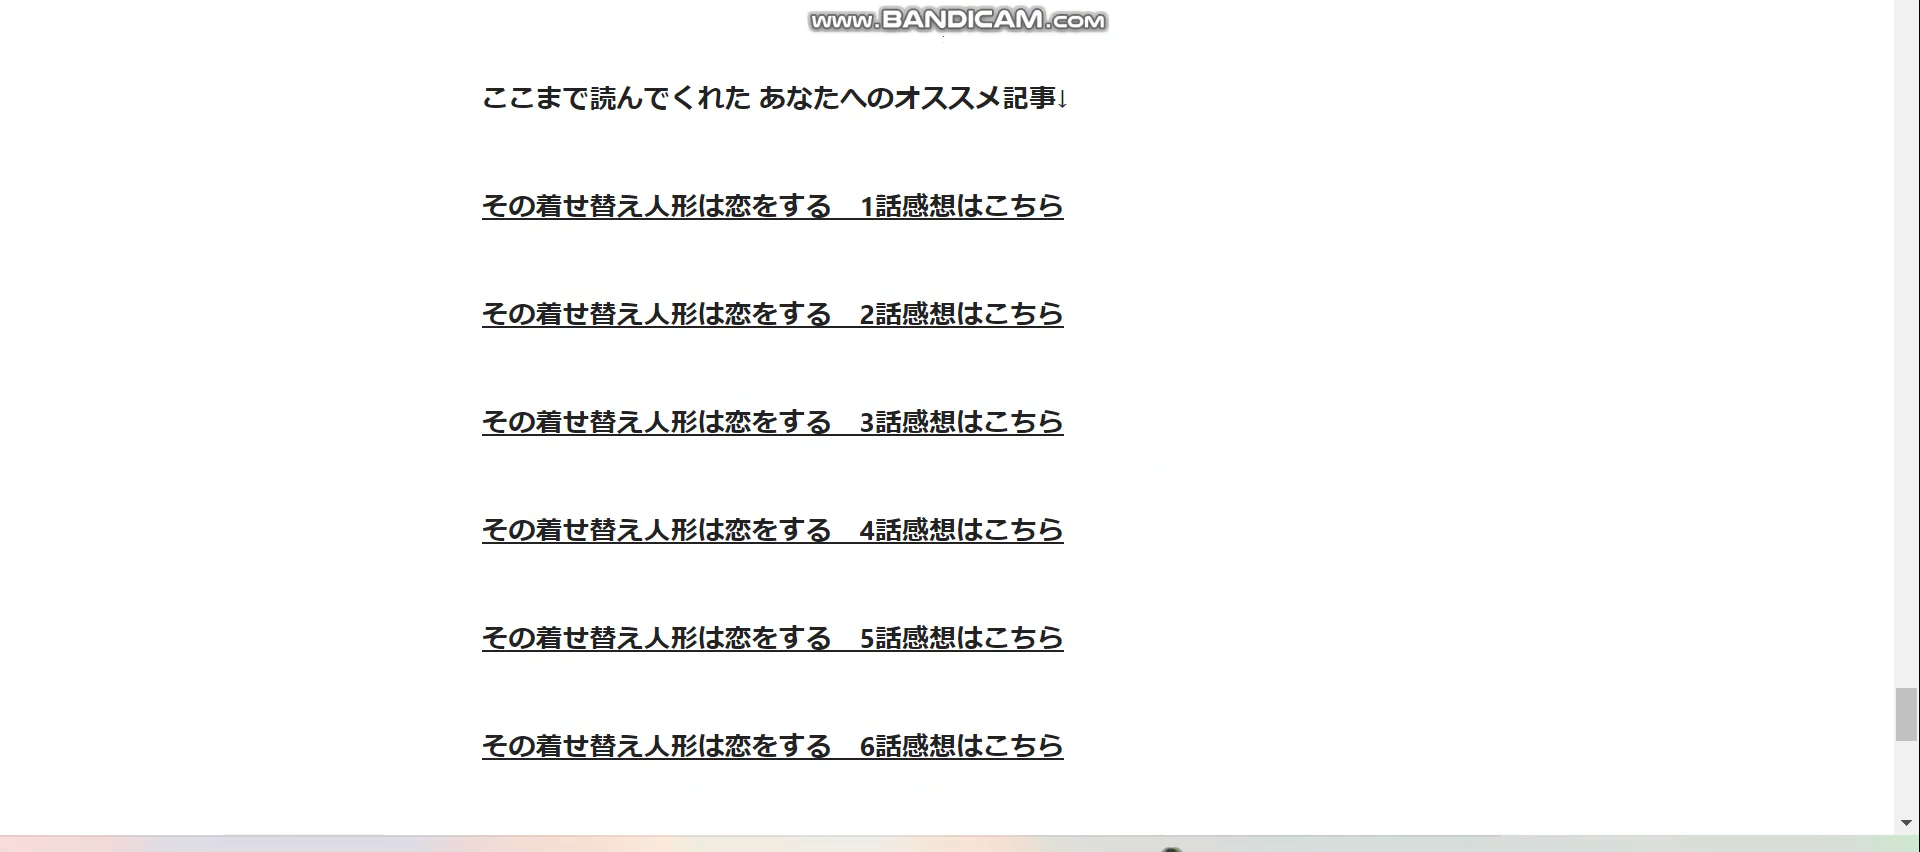 www.BANDICAM.com
ここまで読んでくれた あなたへのオススメ記事↓
その着せ替え人形は恋をする　1話感想はこちら
その着せ替え人形は恋をする　2話感想はこちら
その着せ替え人形は恋をする　3話感想はこちら
その着せ替え人形は恋をする　4話感想はこちら
その着せ替え人形は恋をする　5話感想はこちら
その着せ替え人形は恋をする　6話感想はこちら